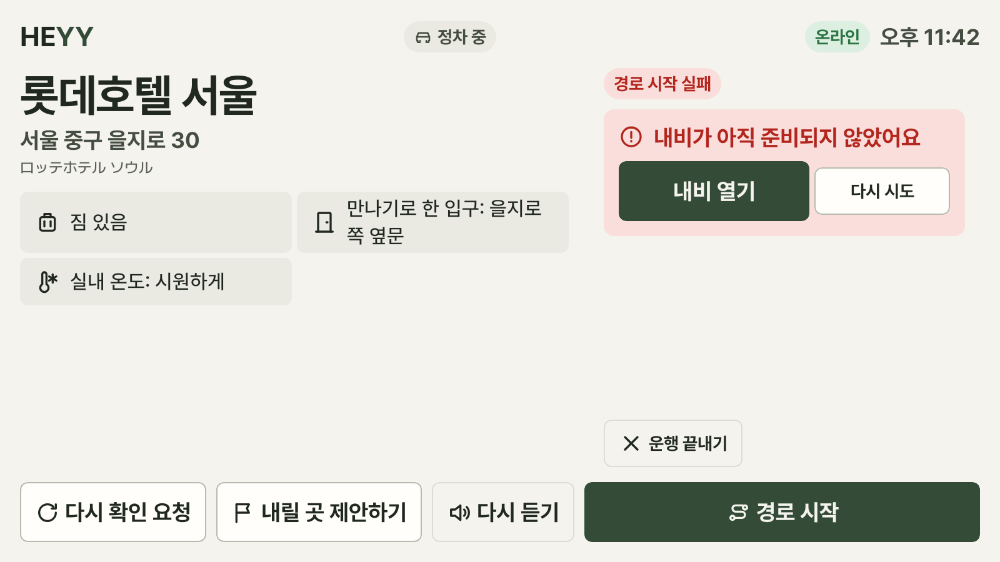 HEYY
정차 중
온라인
오후 11:42
롯데호텔 서울
서울 중구 을지로 30
ロッテホテル ソウル
짐 있음
만나기로 한 입구: 을지로
쪽 옆문
실내 온도: 시원하게
경로 시작 실패
내비가 아직 준비되지 않았어요
내비 열기
다시 시도
운행 끝내기
다시 확인 요청
내릴 곳 제안하기
다시 듣기
경로 시작